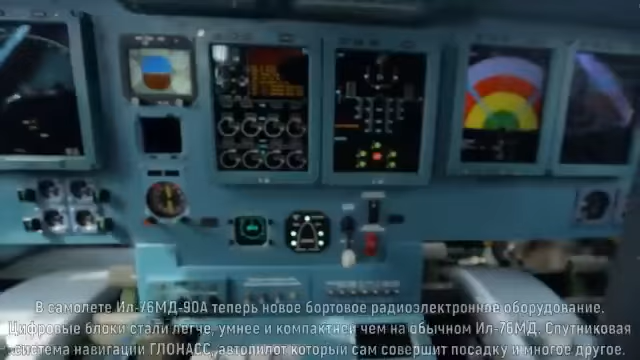 В самолете Ил-76МД-90А теперь новое бортовое радиоэлектронное оборудование.
Цифровые блоки стали легче, умнее и компактней чем на обычном Ил-76МД. Спутниковая
система навигации ГЛОНАСС, автопилот который сам совершит посадку и многое другое.